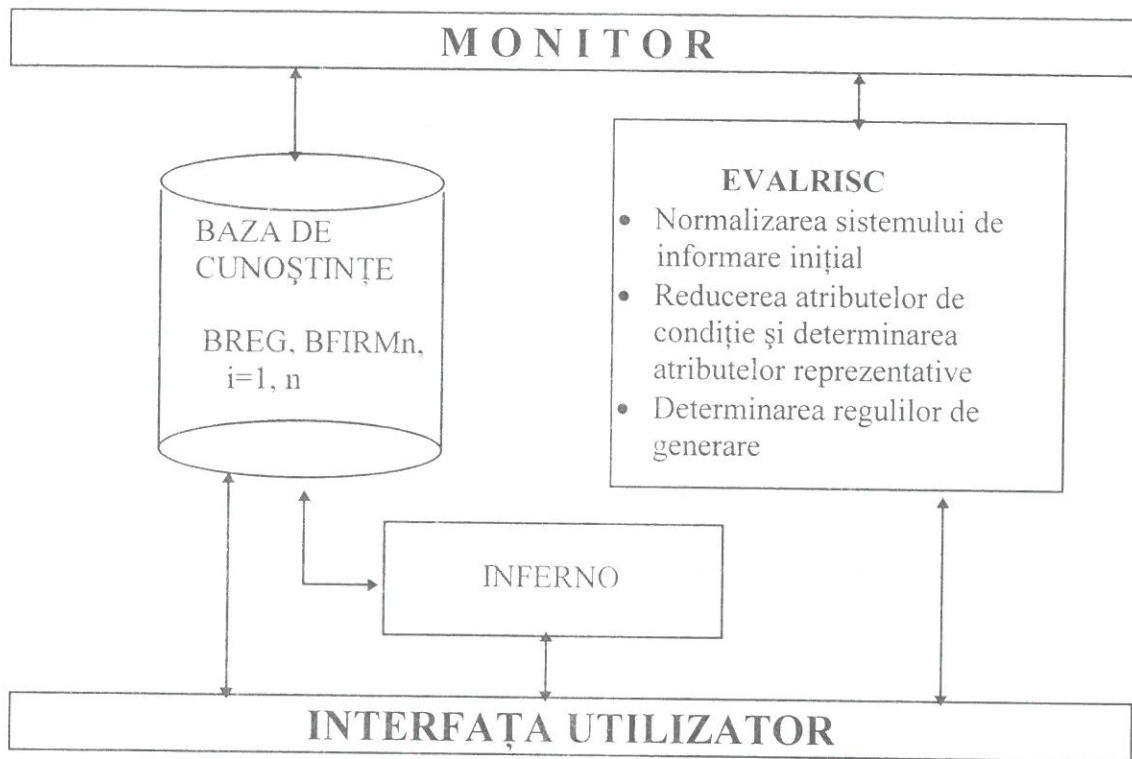 MONITOR
BAZA DE
CUNOŞTINŢE
BREG, BFIRMn,
i=1, n
EVALRISC
• Normalizarea sistemului de
informare iniţial
• Reducerea atributelor de
condiţie şi determinarea
atributelor reprezentative
• Determinarea regulilor de
generare
INFERNO
INTERFAŢA UTILIZATOR